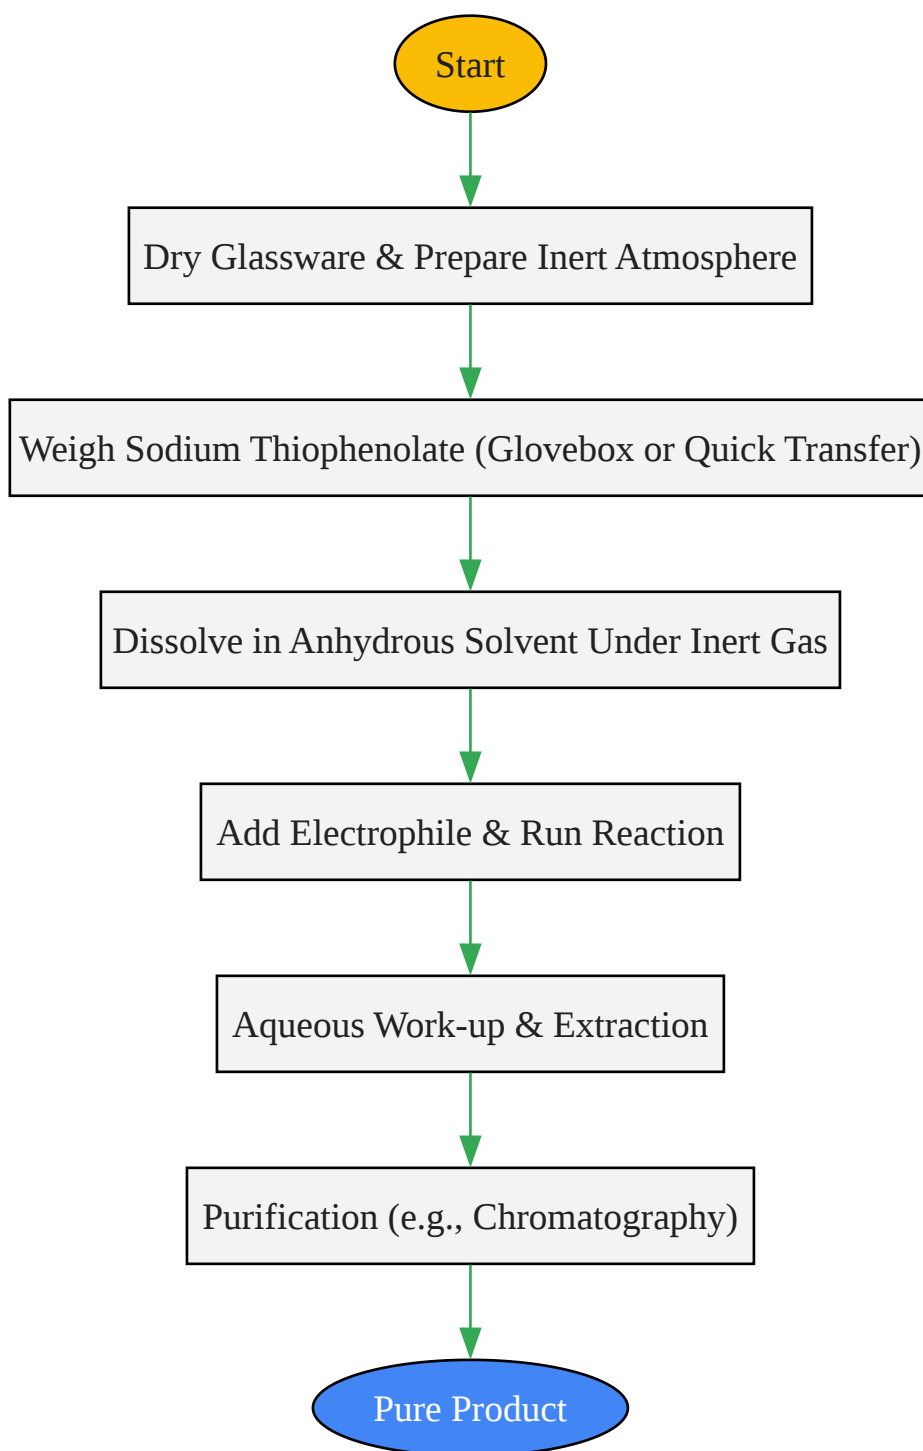 Start
Dry Glassware & Prepare Inert Atmosphere
Weigh Sodium Thiophenolate (Glovebox or Quick Transfer)
Dissolve in Anhydrous Solvent Under Inert Gas
Add Electrophile & Run Reaction
Aqueous Work-up & Extraction
Purification (e.g., Chromatography)
Pure Product